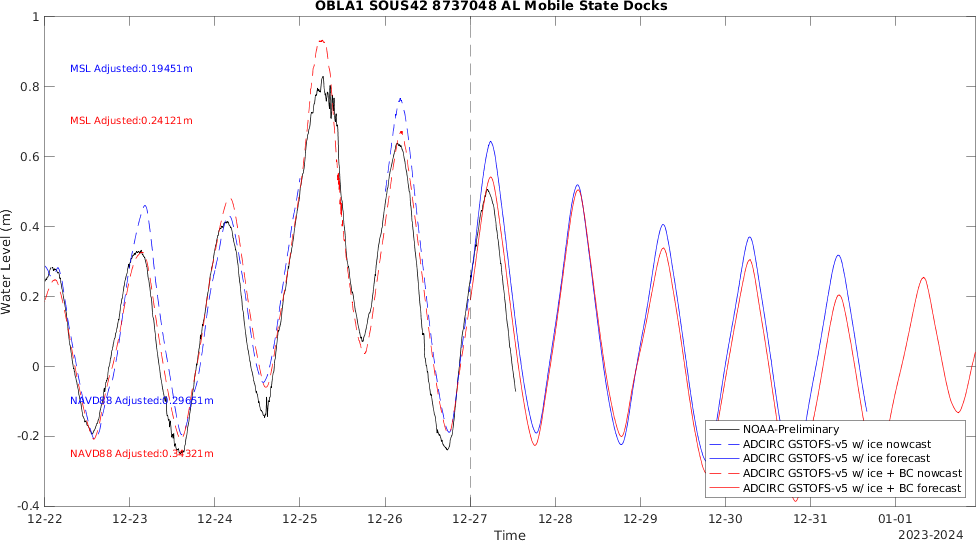 OBLA1 SOUS42 8737048 AL Mobile State Docks
1
0.8
0.6
0.4
0.2
0
-0.2
-0.4
Water Level (m)
MSL Adjusted:0.19451m
MSL Adjusted:0.24121m
NAVD88 Adjusted:0.29651m
NAVD88 Adjusted:0.34321m
NOAA-Preliminary
ADCIRC GSTOFS-v5 w/ ice nowcast
ADCIRC GSTOFS-v5 w/ ice forecast
ADCIRC GSTOFS-v5 w/ ice + BC nowcast
ADCIRC GSTOFS-v5 w/ ice + BC forecast
12-22 12-23 12-24 12-25 12-26 12-27 12-28 12-29 12-30 12-31 01-01
Time
2023-2024